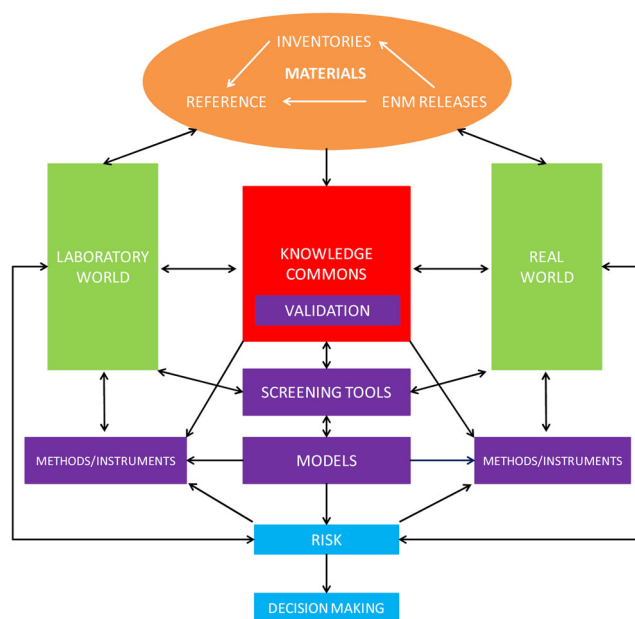 INVENTORIES
MATERIALS
REFERENCE
ENM RELEASES
LABORATORY
WORLD
KNOWLEDGE
COMMONS
VALIDATION
REAL
WORLD
SCREENING TOOLS
METHODS/INSTRUMENTS
MODELS
METHODS/INSTRUMENTS
RISK
DECISION MAKING